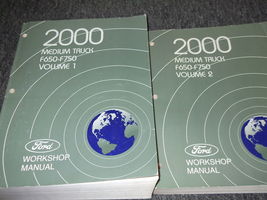 2000
MEDIUM TRUCK
F650-F750
VOLUME 1
Ford
WORKSHOP
MANUAL
2000
MEDIUM TRUCK
F650-F750
VOLUME 2
Ford
WORKSHOP
MANUAL